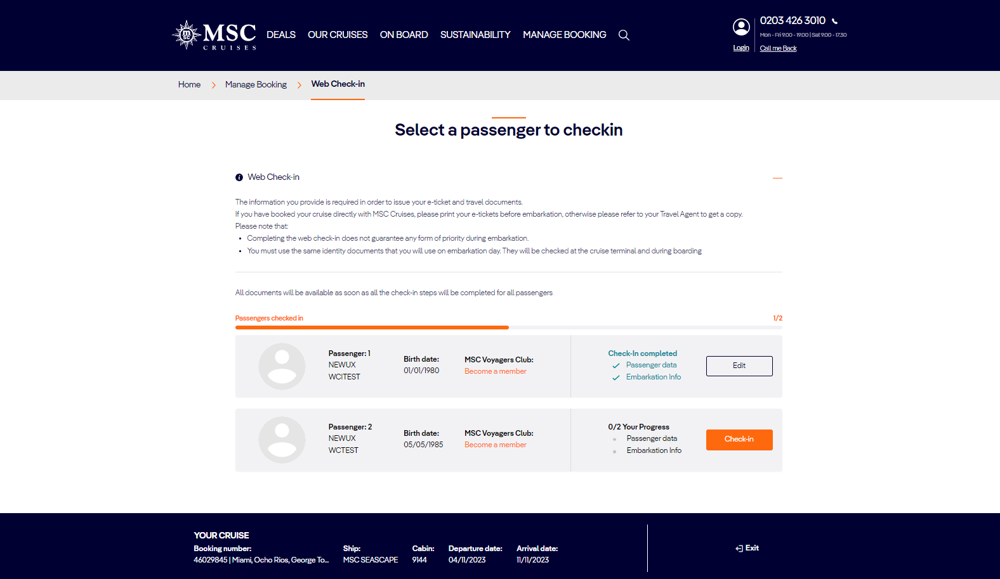 MSC
CRUISES
DEALS OUR CRUISES ON BOARD SUSTAINABILITY MANAGE BOOKING
0203 426 3010
Mon - Fri 9:00 - 19:00 | Sat 9:00 - 17:30
Login
Call me Back
Home Manage Booking Web Check-in
Select a passenger to checkin
Web Check-in
The information you provide is required in order to issue your e-ticket and travel documents.
If you have booked your cruise directly with MSC Cruises, please print your e-tickets before embarkation, otherwise please refer to your Travel Agent to get a copy.
Please note that:
• Completing the web check-in does not guarantee any form of priority during embarkation.
• You must use the same identity documents that you will use on embarkation day. They will be checked at the cruise terminal and during boarding
All documents will be available as soon as all the check-in steps will be completed for all passengers
Passengers checked in 1/2
Passenger: 1
NEWUX
WCITEST
Birth date:
01/01/1980
MSC Voyagers Club:
Become a member
Check-In completed
Passenger data
Embarkation Info
Edit
Passenger: 2
NEWUX
WCTEST
Birth date:
05/05/1985
MSC Voyagers Club:
Become a member
0/2 Your Progress
Passenger data
Embarkation Info
Check-in
YOUR CRUISE
Booking number:
46029845 | Miami, Ocho Rios, George To...
Ship:
MSC SEASCAPE
Cabin:
9144
Departure date:
04/11/2023
Arrival date:
11/11/2023
Exit